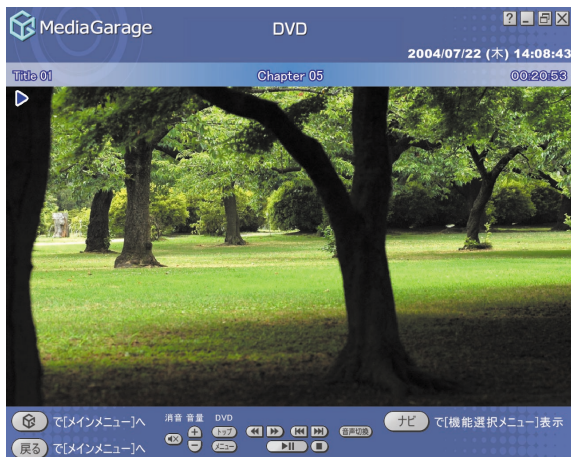 MediaGarage
DVD
2004/07/22 (木) 14:08:43
Title 01
Chapter 05
00:20:53
で[メインメニュー]へ
消音 音量 DVD
トップ
音声切換
ナビ で[機能選択メニュー]表示
戻る で[メインメニュー]へ
メニュー